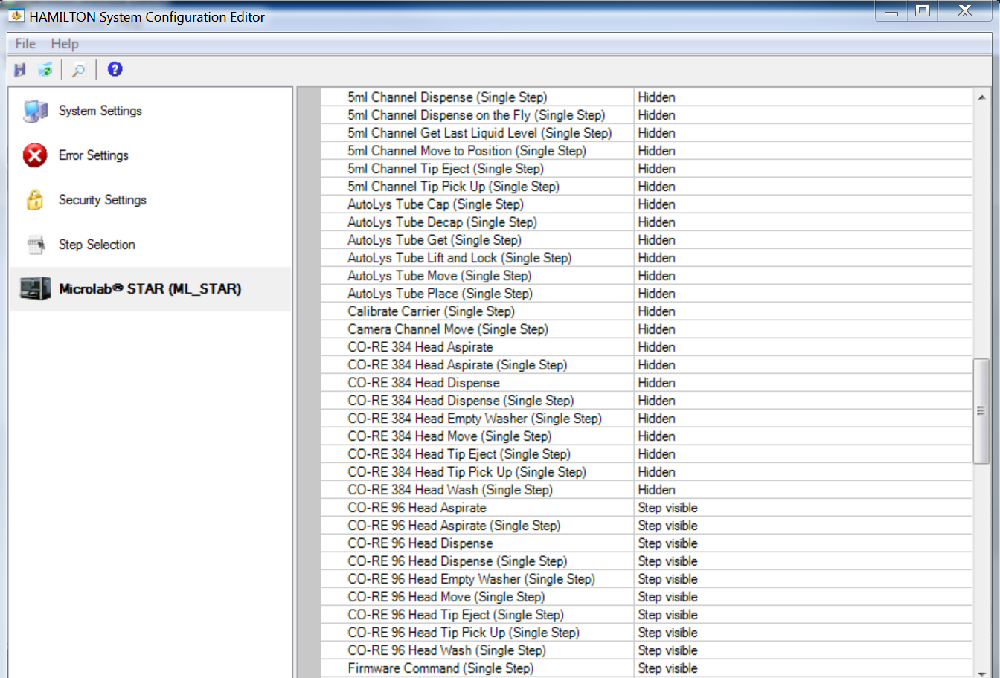 HAMILTON System Configuration Editor
File Help
System Settings
Error Settings
Security Settings
Step Selection
Microlab® STAR (ML_STAR)
5ml Channel Dispense (Single Step) Hidden
5ml Channel Dispense on the Fly (Single Step) Hidden
5ml Channel Get Last Liquid Level (Single Step) Hidden
5ml Channel Move to Position (Single Step) Hidden
5ml Channel Tip Eject (Single Step) Hidden
5ml Channel Tip Pick Up (Single Step) Hidden
AutoLys Tube Cap (Single Step) Hidden
AutoLys Tube Decap (Single Step) Hidden
AutoLys Tube Get (Single Step) Hidden
AutoLys Tube Lift and Lock (Single Step) Hidden
AutoLys Tube Move (Single Step) Hidden
AutoLys Tube Place (Single Step) Hidden
Calibrate Carrier (Single Step) Hidden
Camera Channel Move (Single Step) Hidden
CO-RE 384 Head Aspirate Hidden
CO-RE 384 Head Aspirate (Single Step) Hidden
CO-RE 384 Head Dispense Hidden
CO-RE 384 Head Dispense (Single Step) Hidden
CO-RE 384 Head Empty Washer (Single Step) Hidden
CO-RE 384 Head Move (Single Step) Hidden
CO-RE 384 Head Tip Eject (Single Step) Hidden
CO-RE 384 Head Tip Pick Up (Single Step) Hidden
CO-RE 384 Head Wash (Single Step) Hidden
CO-RE 96 Head Aspirate Step visible
CO-RE 96 Head Aspirate (Single Step) Step visible
CO-RE 96 Head Dispense Step visible
CO-RE 96 Head Dispense (Single Step) Step visible
CO-RE 96 Head Empty Washer (Single Step) Step visible
CO-RE 96 Head Move (Single Step) Step visible
CO-RE 96 Head Tip Eject (Single Step) Step visible
CO-RE 96 Head Tip Pick Up (Single Step) Step visible
CO-RE 96 Head Wash (Single Step) Step visible
Firmware Command (Single Step) Step visible